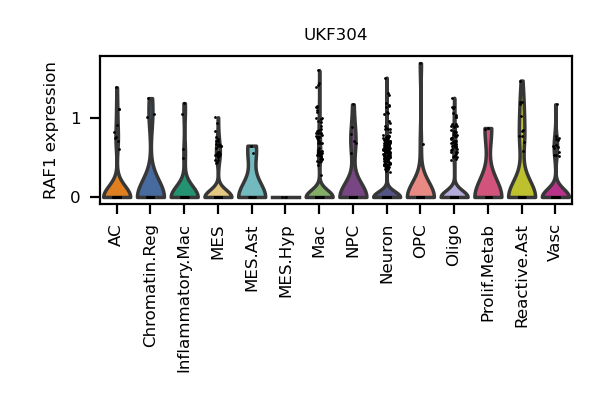 UKF304
RAF1 expression
1
0
AC
Chromatin.Reg
Inflammatory.Mac
MES
MES.Ast
MES.Hyp
Mac
NPC
Neuron
OPC
Oligo
Prolif.Metab
Reactive.Ast
Vasc